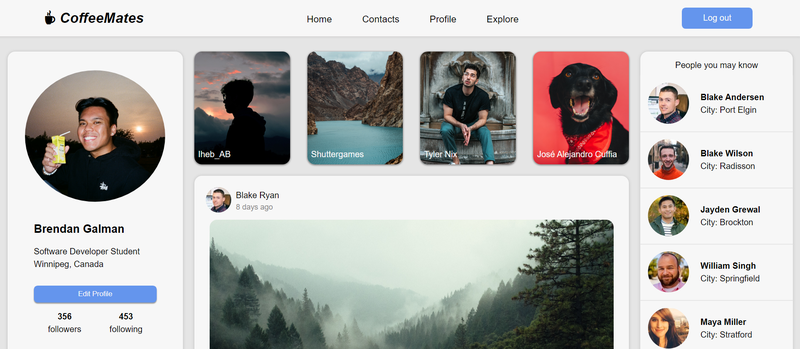 CoffeeMates
Home
Contacts
Profile
Explore
Log out
Brendan Galman
Software Developer Student
Winnipeg, Canada
Edit Profile
356
followers
453
following
Iheb_AB
Shuttergames
Tyler Nix
José Alejandro Cuffia
Blake Ryan
8 days ago
People you may know
Blake Andersen
City: Port Elgin
Blake Wilson
City: Radisson
Jayden Grewal
City: Brockton
William Singh
City: Springfield
Maya Miller
City: Stratford